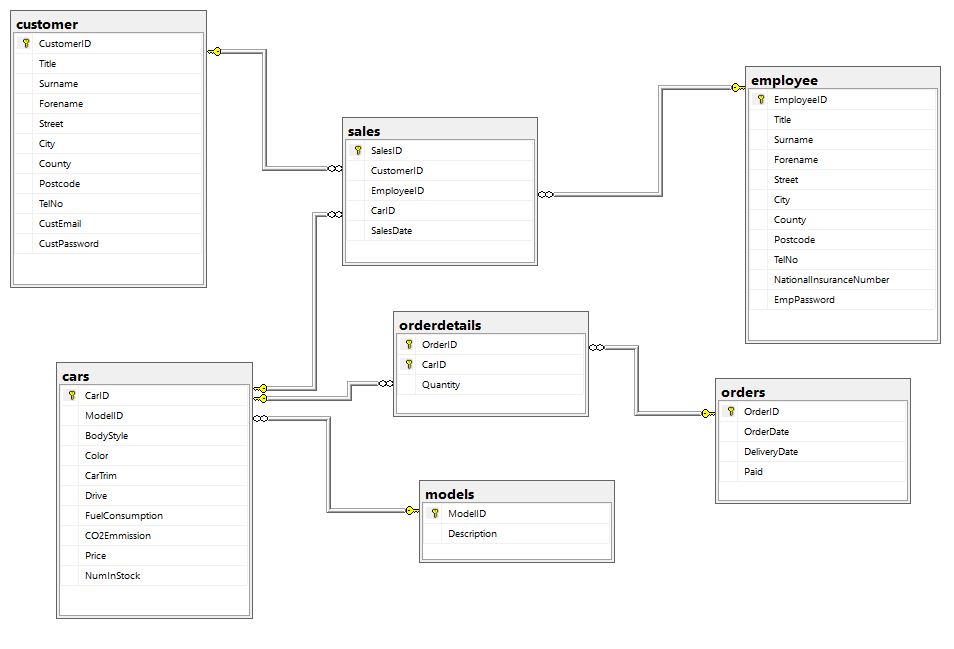 customer
CustomerID
Title
Surname
Forename
Street
City
County
Postcode
TelNo
CustEmail
CustPassword
sales
SalesID
CustomerID
EmployeeID
CarID
SalesDate
employee
EmployeeID
Title
Surname
Forename
Street
City
County
Postcode
TelNo
NationalInsuranceNumber
EmpPassword
orderdetails
OrderID
CarID
Quantity
cars
CarID
ModelID
BodyStyle
Color
CarTrim
Drive
FuelConsumption
CO2Emmission
Price
NumInStock
orders
OrderID
OrderDate
DeliveryDate
Paid
models
ModelID
Description